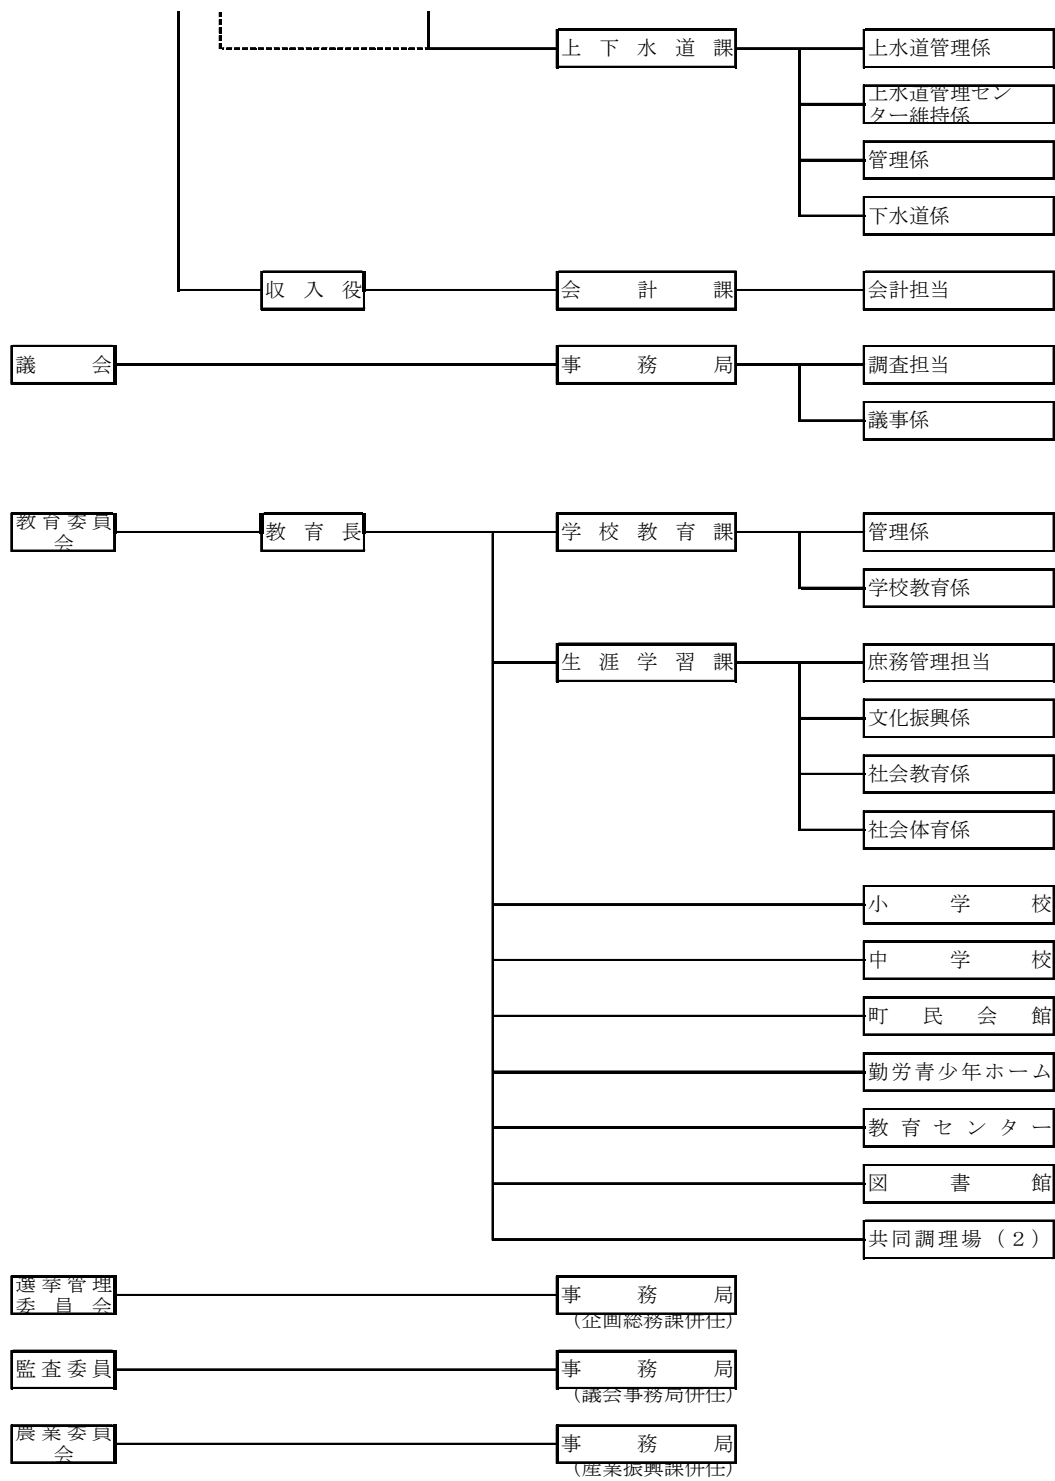 上下水道課
上水道管理係
上水道管理セン
ター維持係
管理係
下水道係
収入役
会計課
会計担当
議会
事務局
調査担当
議事係
教育委員
会
教育長
学校教育課
管理係
学校教育係
生涯学習課
庶務管理担当
文化振興係
社会教育係
社会体育係
小学校
中学校
町民会館
勤労青少年ホーム
教育センター
図書館
共同調理場（２）
選挙管理
委員会
事務局
（企画総務課併任）
監査委員
事務局
（議会事務局併任）
農業委員
会
事務局
（産業振興課併任）